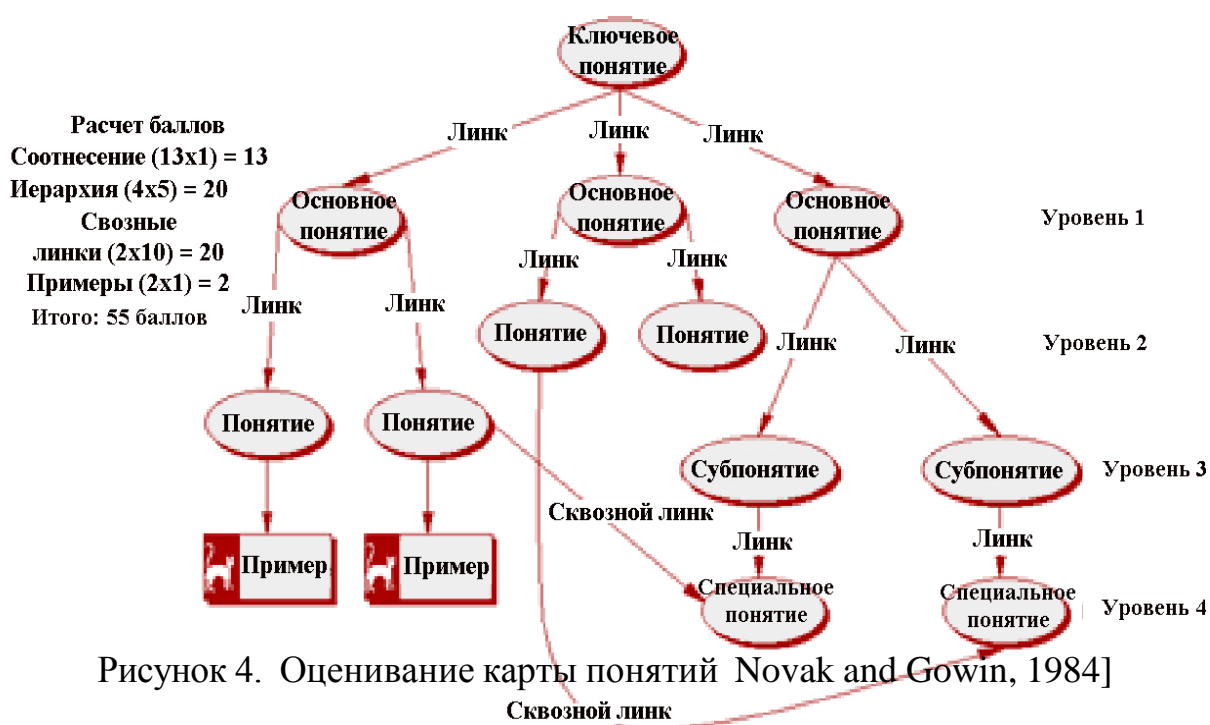 Ключевое
понятие
Линк
Линк
Линк
Расчет баллов
Соотнесение (13x1) = 13
Иерархия (4x5) = 20
Свозные
линки (2x10) = 20
Примеры (2x1) = 2
Итого: 55 баллов
Основное
понятие
Основное
понятие
Основное
понятие
Уровень 1
Линк
Линк
Линк
Линк
Понятие
Понятие
Линк
Линк
Уровень 2
Понятие
Понятие
Субпонятие
Субпонятие
Уровень 3
Сквозной линк
Линк
Линк
Пример
Пример
Специальное
понятие
Специальное
понятие
Уровень 4
Рисунок 4. Оценивание карты понятий Novak and Gowin, 1984]
Сквозной линк